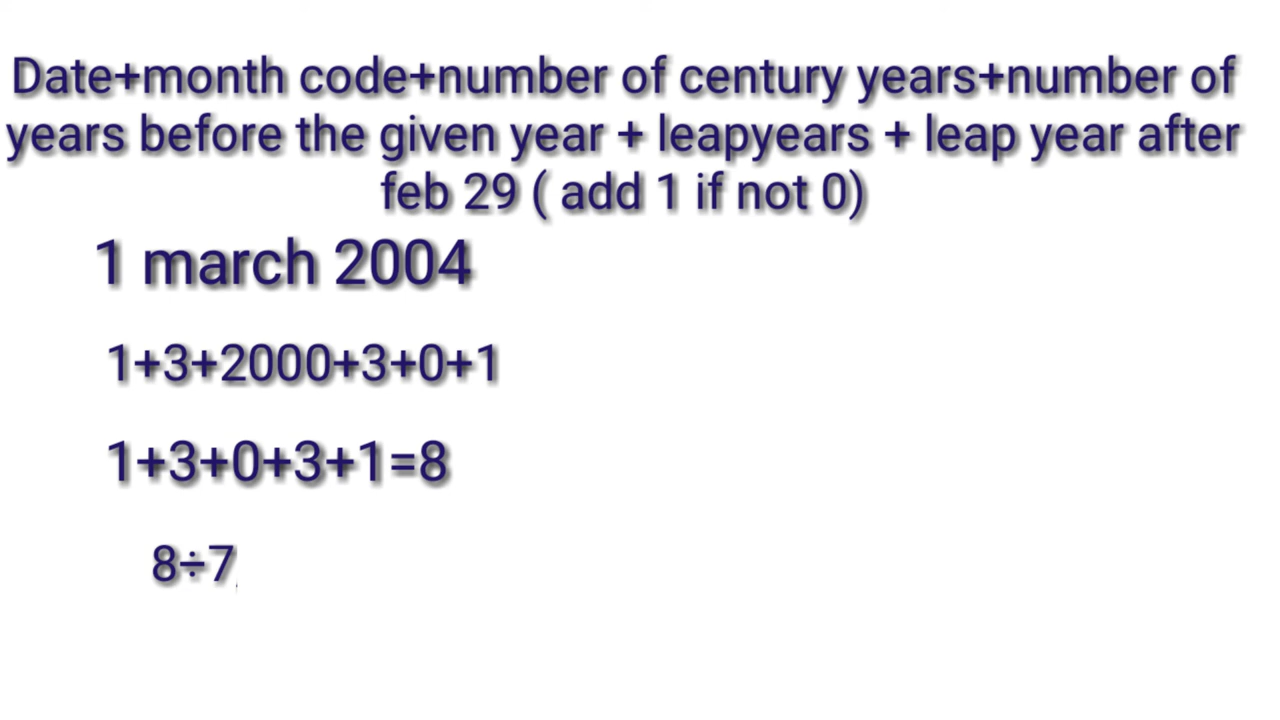 Date+month code+number of century years+number of
years before the given year + leapyears + leap year after
feb 29 ( add 1 if not 0)
1 march 2004
1+3+2000+3+0+1
1+3+0+3+1=8
8÷7